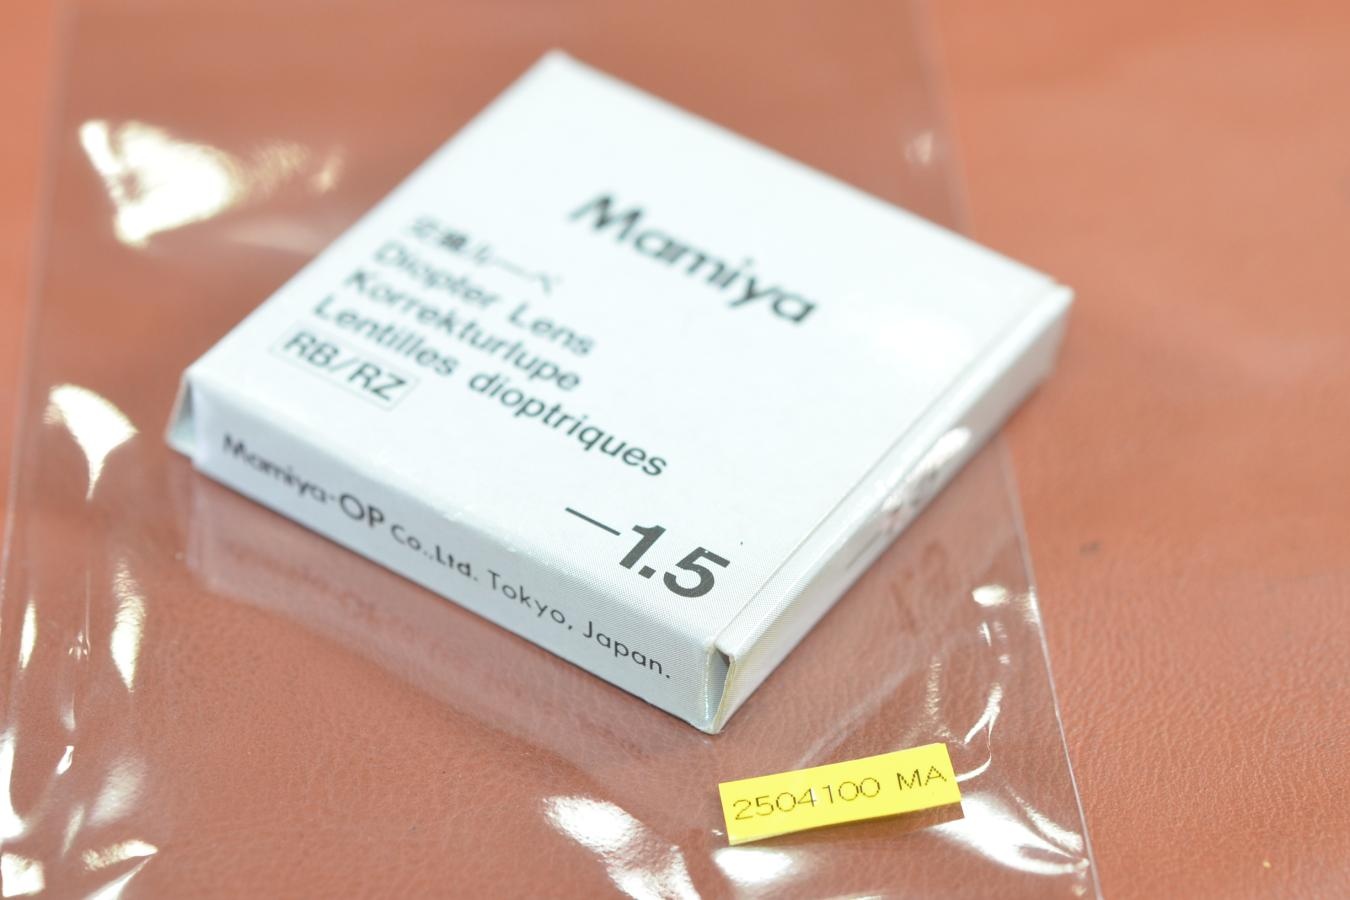 Mamiya
交換ルーペ
Diopter Lens
Korrekturlupe
Lentilles dioptriques
RB/RZ
—1.5
Mamiya-OP Co.,Ltd. Tokyo, Japan.
2504100 MA